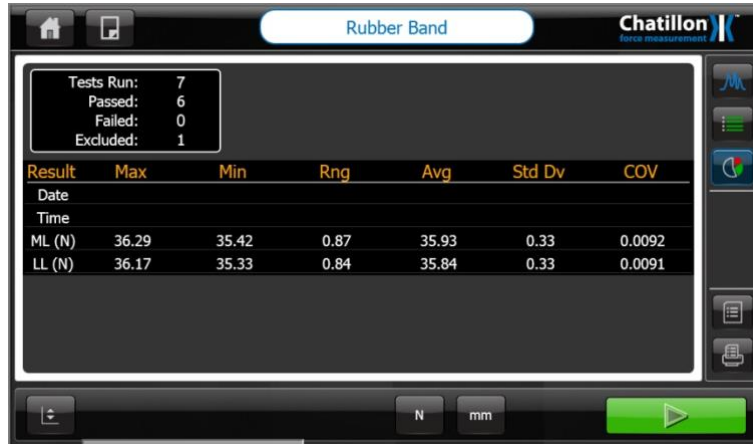 Rubber Band
Chatillon
force measurement
Tests Run: 7
Passed: 6
Failed: 0
Excluded: 1
Result Max Min Rng Avg Std Dv COV
Date
Time
ML (N) 36.29 35.42 0.87 35.93 0.33 0.0092
LL (N) 36.17 35.33 0.84 35.84 0.33 0.0091
N mm